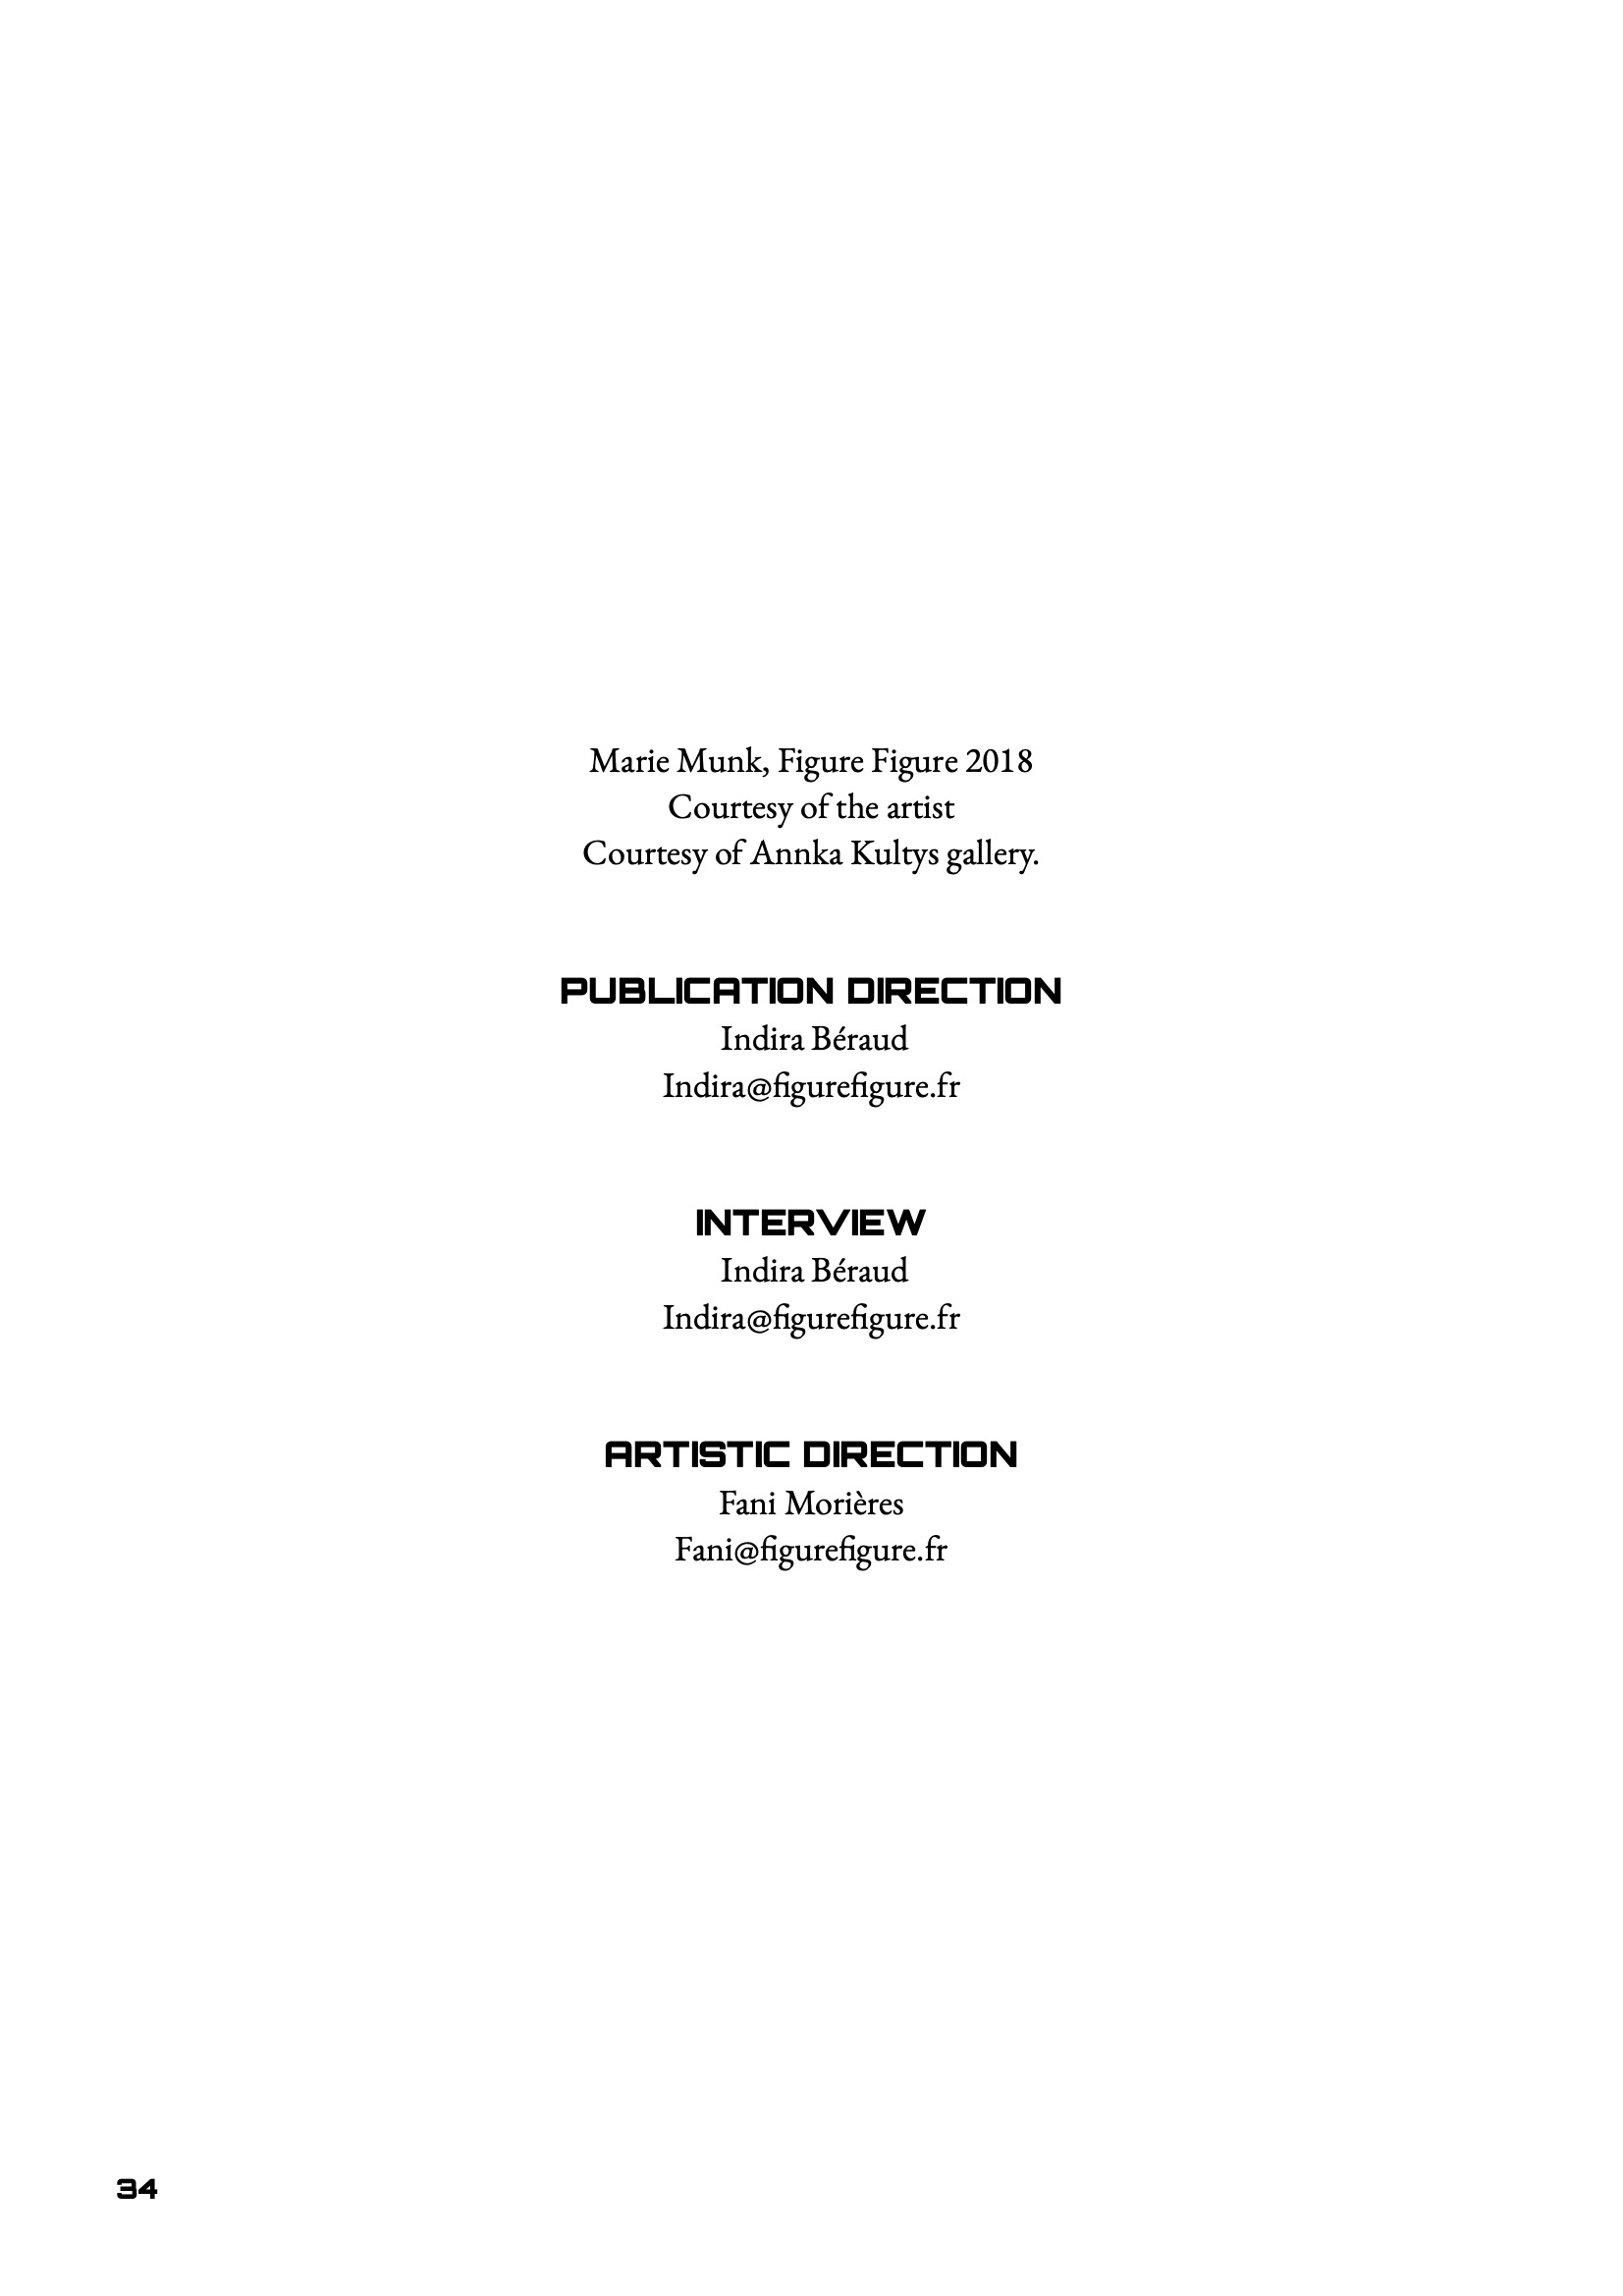 Marie Munk, Figure Figure 2018
Courtesy of the artist
Courtesy of Annka Kultys gallery.
PUBLICATION DIRECTION
Indira Béraud
Indira@figurefigure.fr
INTERVIEW
Indira Béraud
Indira@figurefigure.fr
ARTISTIC DIRECTION
Fani Morières
Fani@figurefigure.fr
34